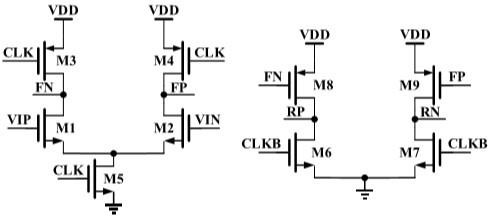 VDD VDD
CLK M3 M4 CLK
FN FP
VIP M1 M2 VIN
CLK M5
VDD VDD
FN M8 M9 FP
RP RN
CLKB M6 M7 CLKB